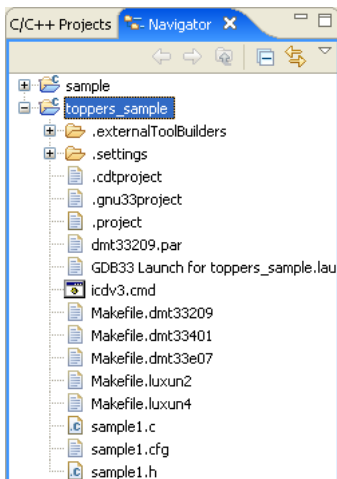 C/C++ Projects Navigator
sample
toppers_sample
.externalToolBuilders
.settings
.cdtproject
.gnu33project
.project
dmt33209.par
GDB33 Launch for toppers_sample.lau
icdv3.cmd
Makefile.dmt33209
Makefile.dmt33401
Makefile.dmt33e07
Makefile.luxun2
Makefile.luxun4
sample1.c
sample1.cfg
sample1.h